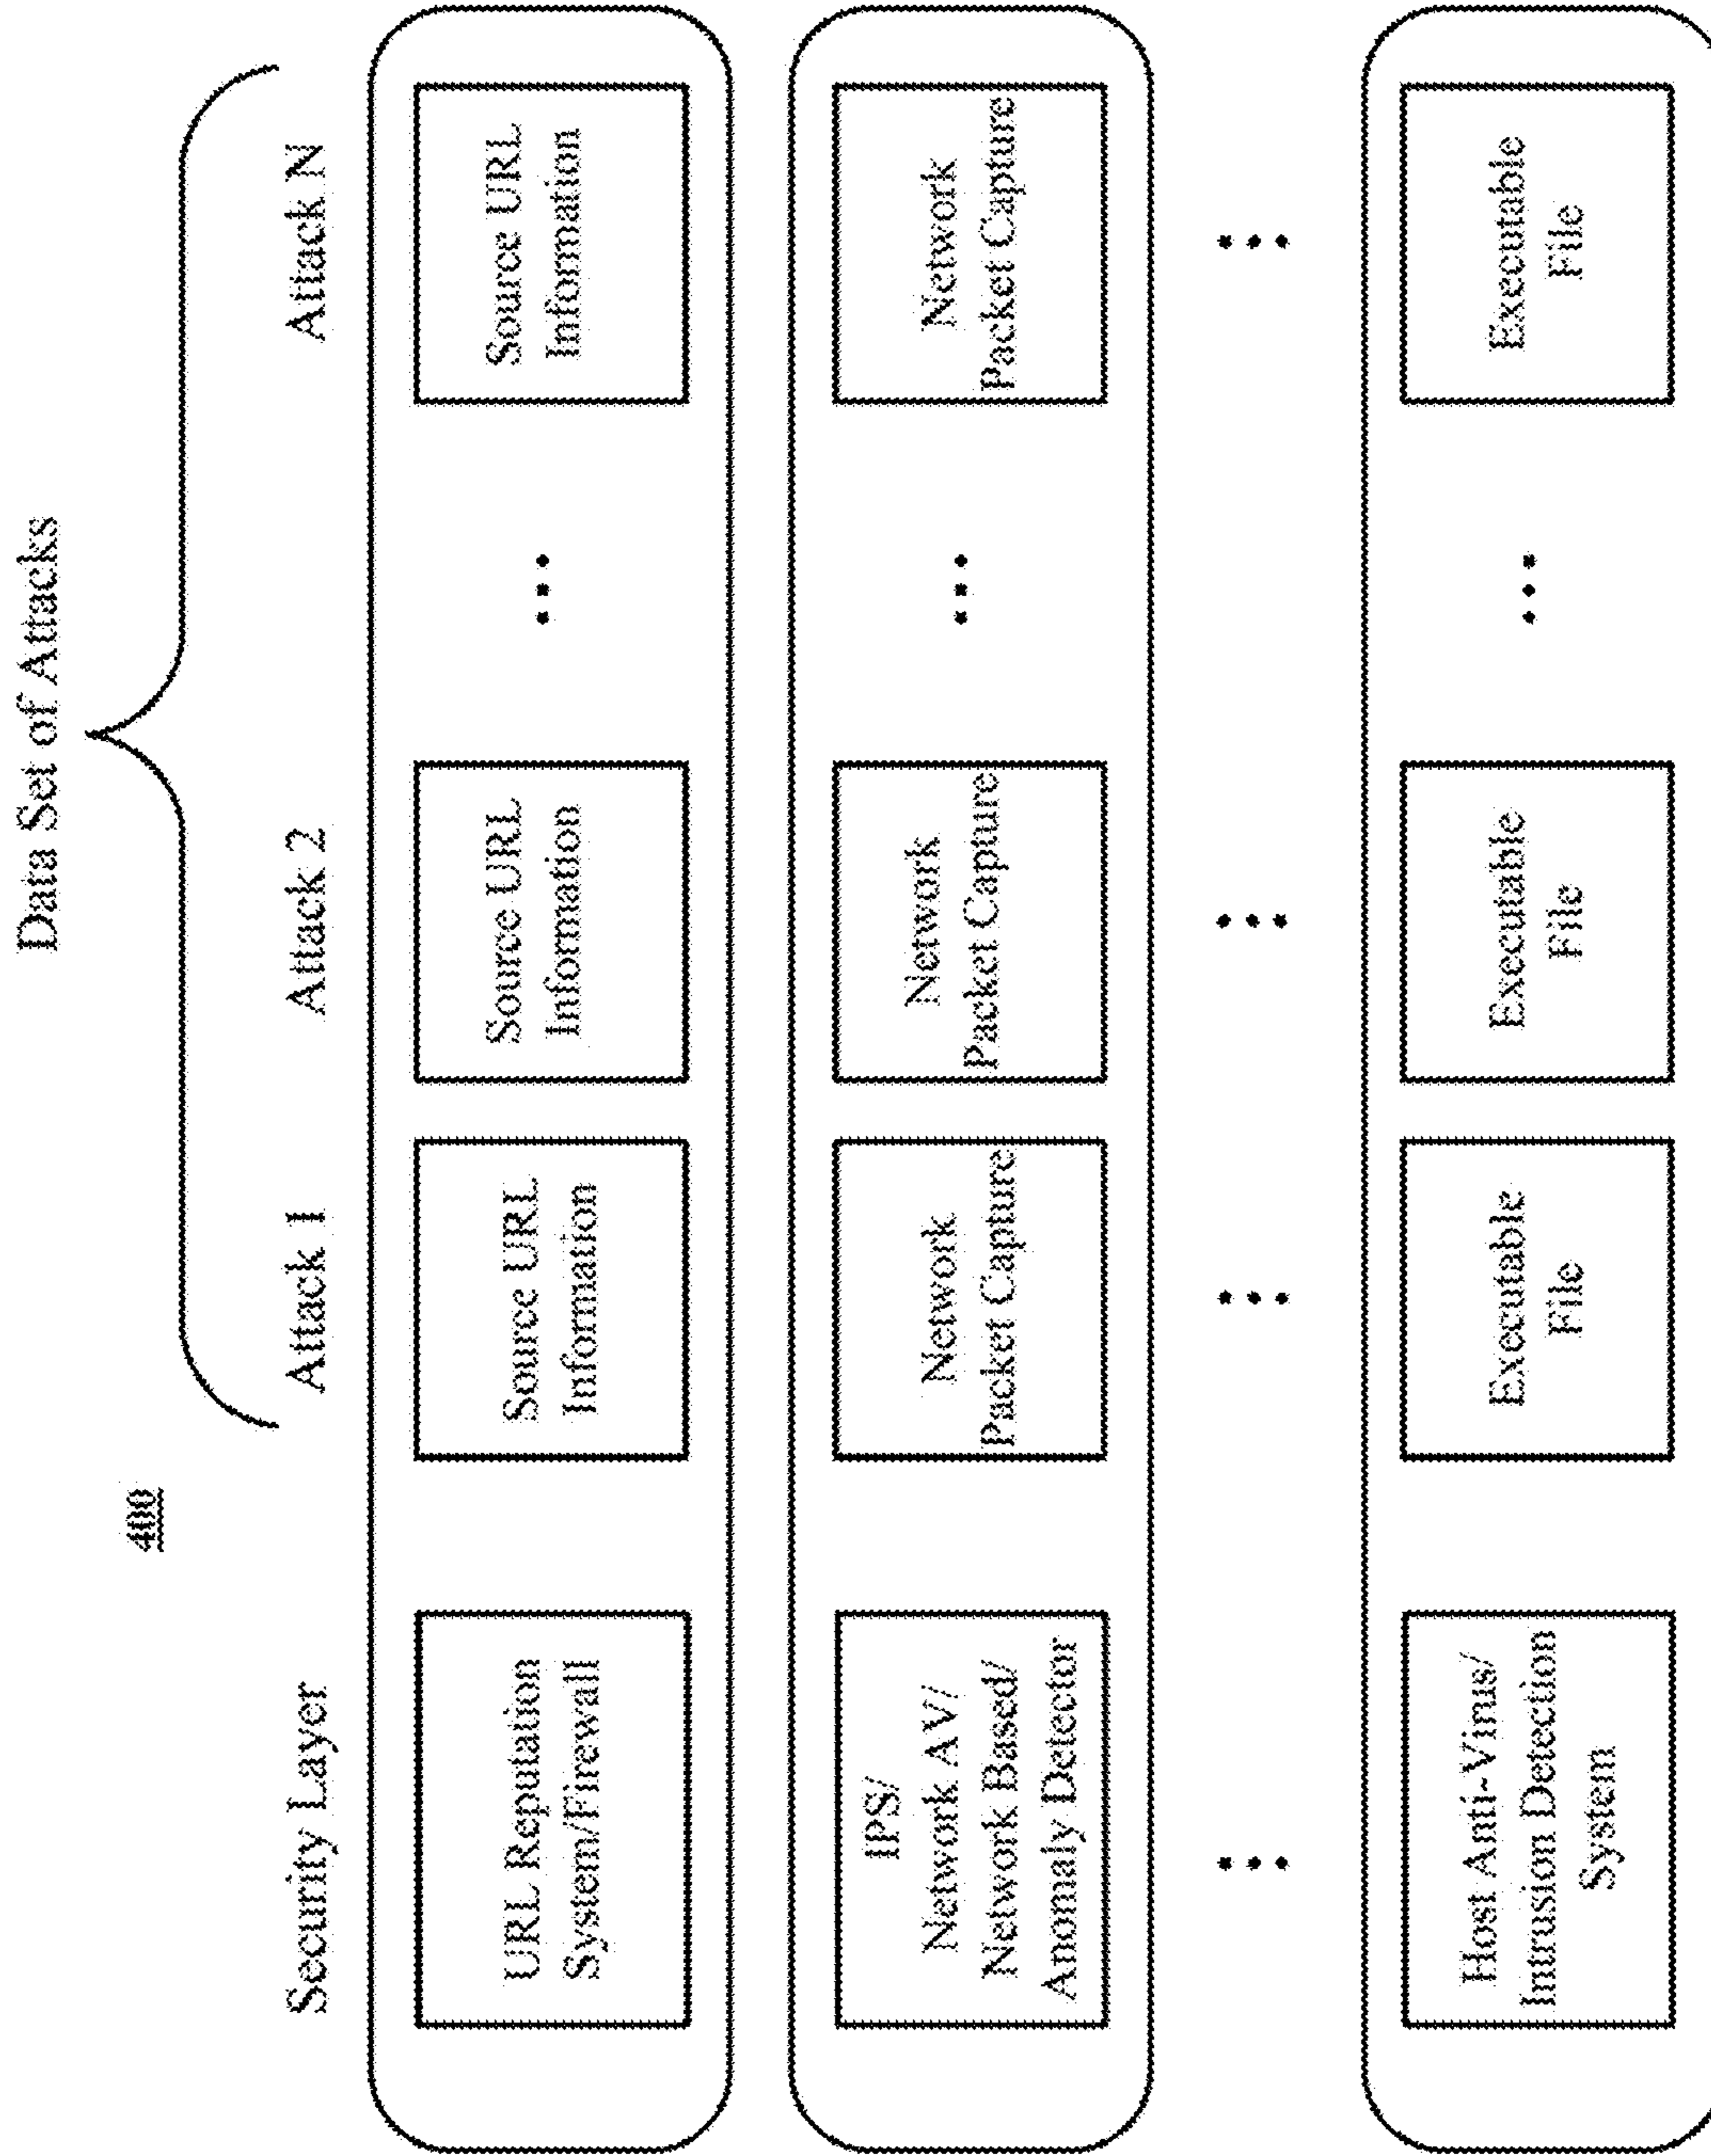 400
Data Set of Attacks
Security Layer
Attack 1
Attack 2
Attack N
URL Reputation
System/Firewall
Source URL
Information
Source URL
Information
...
Source URL
Information
IPS/
Network AV/
Network Based/
Anomaly Detector
Network
Packet Capture
Network
Packet Capture
...
Network
Packet Capture
...
...
...
...
Host Anti-Virus/
Intrusion Detection
System
Executable
File
Executable
File
...
Executable
File